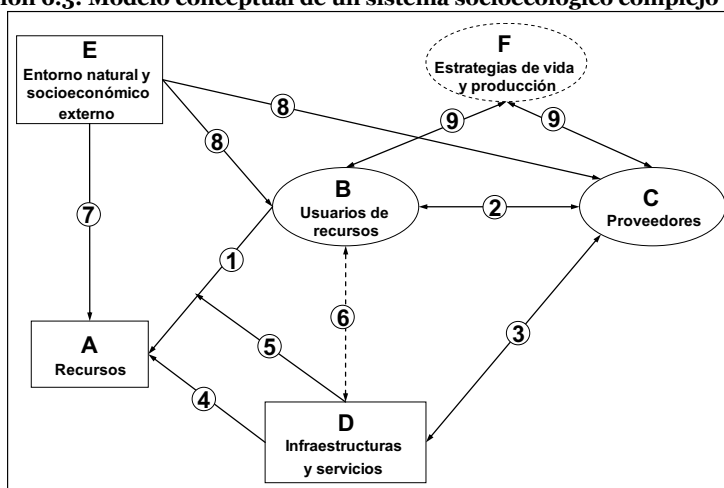 ión 6.3: Modelo conceptual de un sistema socioecológico complejo
E
Entorno natural y
socioeconómico
externo
F
Estrategias de vida
y producción
8
9
9
8
B
Usuarios de
recursos
2
C
Proveedores
7
1
6
3
A
Recursos
5
4
D
Infraestructuras
y servicios